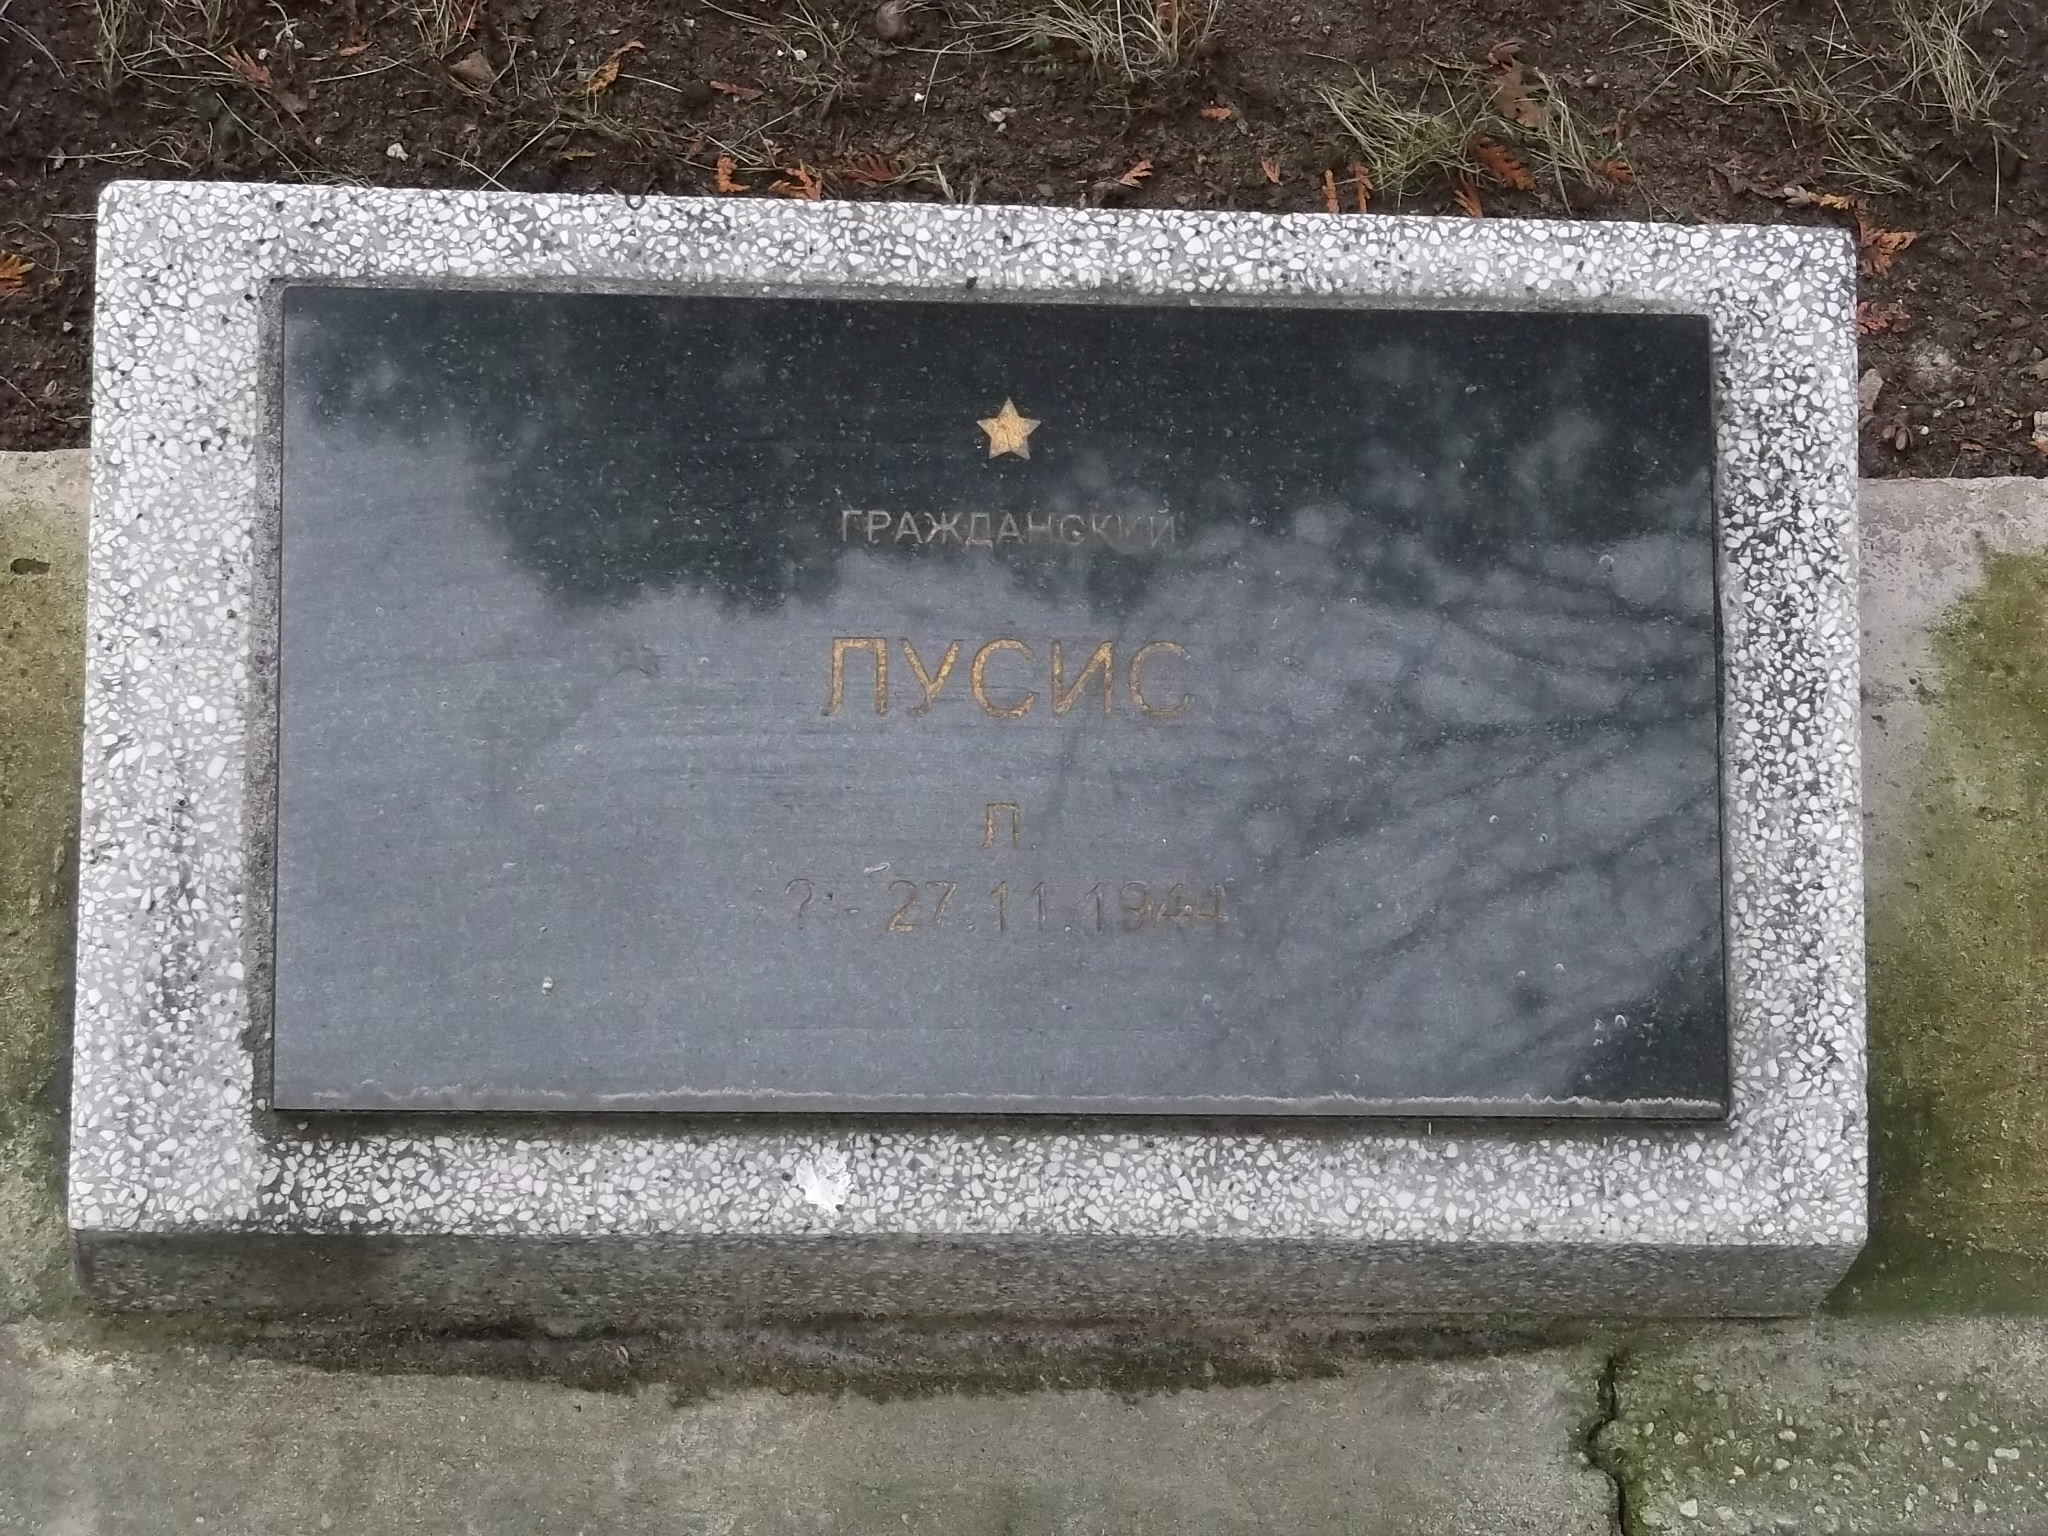 ГРАЖДАНСКИЙ
ЛУСИС
П
? - 27.11.1944